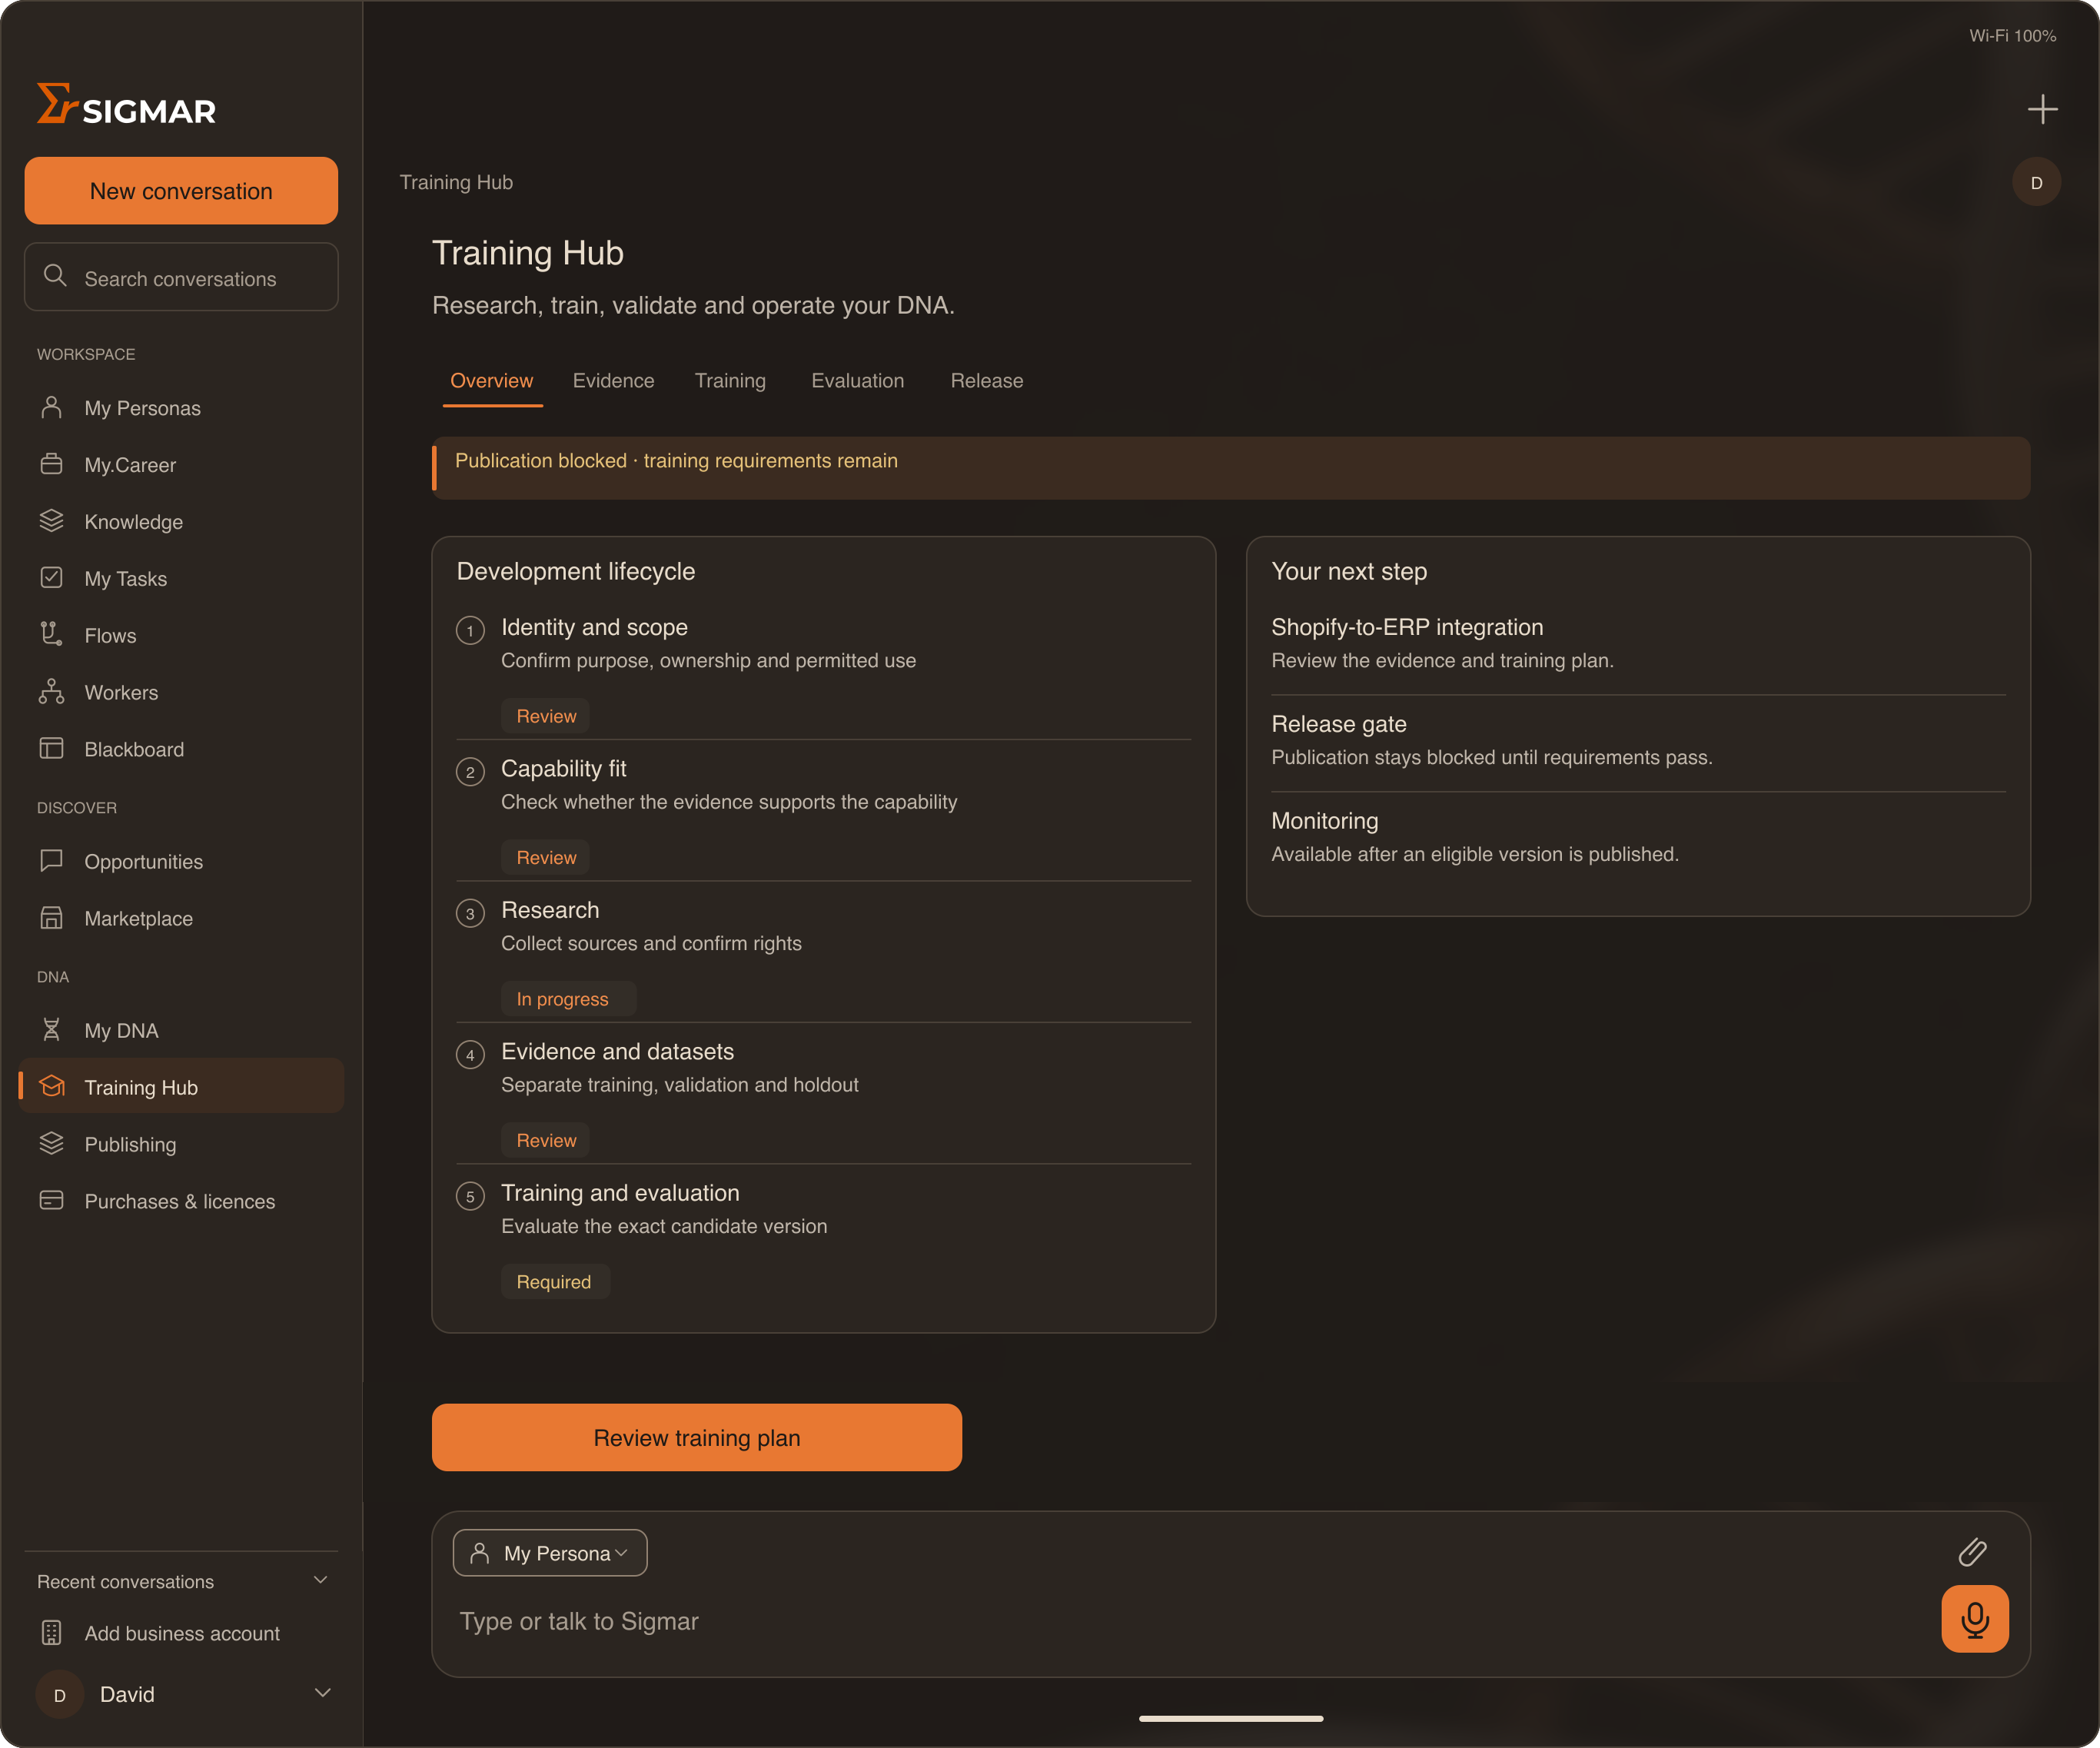 Wi-Fi 100%
Σr SIGMAR
New conversation
Search conversations
WORKSPACE
My Personas
My.Career
Knowledge
My Tasks
Flows
Workers
Blackboard
DISCOVER
Opportunities
Marketplace
DNA
My DNA
Training Hub
Publishing
Purchases & licences
Recent conversations
Add business account
D
David
Training Hub
D
Training Hub
Research, train, validate and operate your DNA.
Overview
Evidence
Training
Evaluation
Release
Publication blocked · training requirements remain
Development lifecycle
1
Identity and scope
Confirm purpose, ownership and permitted use
Review
2
Capability fit
Check whether the evidence supports the capability
Review
3
Research
Collect sources and confirm rights
In progress
4
Evidence and datasets
Separate training, validation and holdout
Review
5
Training and evaluation
Evaluate the exact candidate version
Required
Your next step
Shopify-to-ERP integration
Review the evidence and training plan.
Release gate
Publication stays blocked until requirements pass.
Monitoring
Available after an eligible version is published.
Review training plan
My Persona
Type or talk to Sigmar